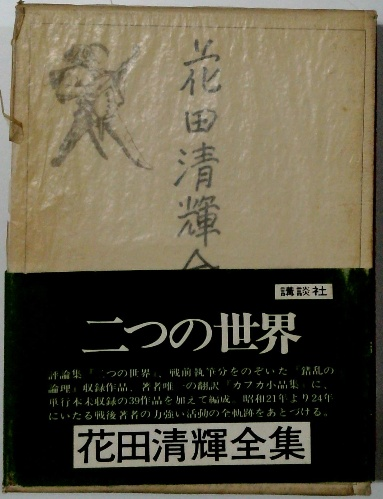 花田清輝全
講談社
二つの世界
評論集『二つの世界』、戦前執筆分をのぞいた『錯乱の
論理』収録作品、著者唯一の翻訳『カフカ小品集』に、
単行本未収録の39作品を加えて編成。昭和21年より24年
にいたる戦後著者の力強い活動の全軌跡をあとづける。
花田清輝全集